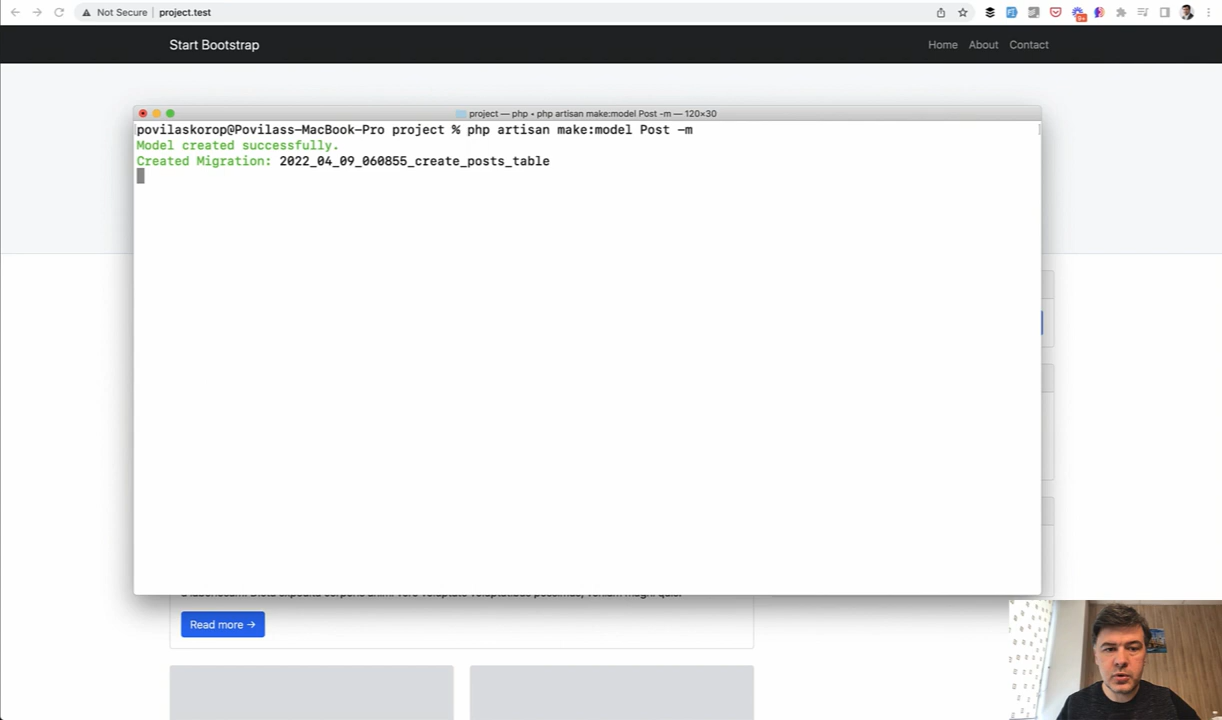 Not Secure
project.test
9+
Start Bootstrap
Home About Contact
project — php • php artisan make:model Post -m — 120×30
povilaskorop@Povilass-MacBook-Pro project % php artisan make:model Post -m
Model created successfully.
Created Migration: 2022_04_09_060855_create_posts_table
Read more →